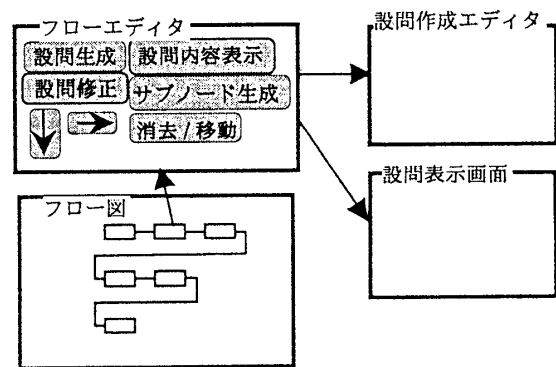 フローエディタ
設問生成
設問内容表示
設問修正
サブノード生成
消去 / 移動
フロー図
設問作成エディタ
設問表示画面